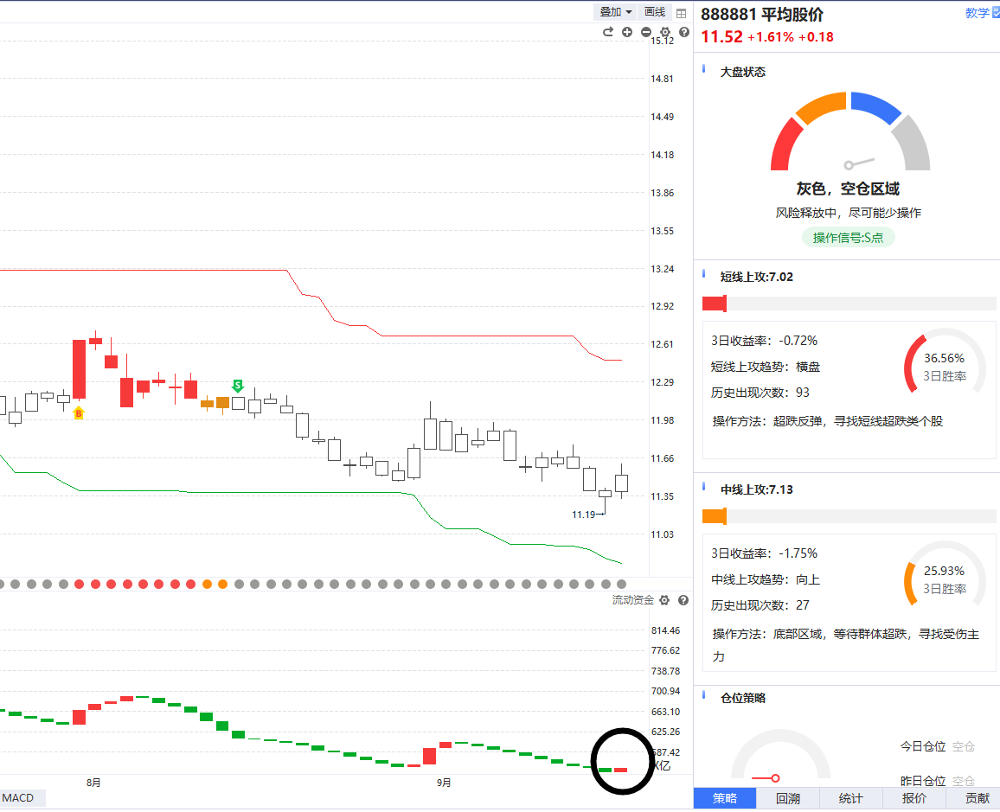 叠加 画线
15.12
14.81
14.49
14.18
13.86
13.55
13.24
12.92
12.61
12.29
11.98
11.66
11.35
11.03
B
S
11.19
流动资金
814.46
776.62
738.78
700.94
663.10
625.26
587.42
X亿
8月 9月
MACD
888881 平均股价 教学
11.52 +1.61% +0.18
大盘状态
灰色，空仓区域
风险释放中，尽可能少操作
操作信号:S点
短线上攻:7.02
3日收益率：-0.72%
短线上攻趋势：横盘
历史出现次数：93
36.56%
3日胜率
操作方法：超跌反弹，寻找短线超跌类个股
中线上攻:7.13
3日收益率：-1.75%
中线上攻趋势：向上
历史出现次数：27
25.93%
3日胜率
操作方法：底部区域，等待群体超跌，寻找受伤主
力
仓位策略
今日仓位 空仓
昨日仓位 空仓
策略 回溯 统计 报价 贡献